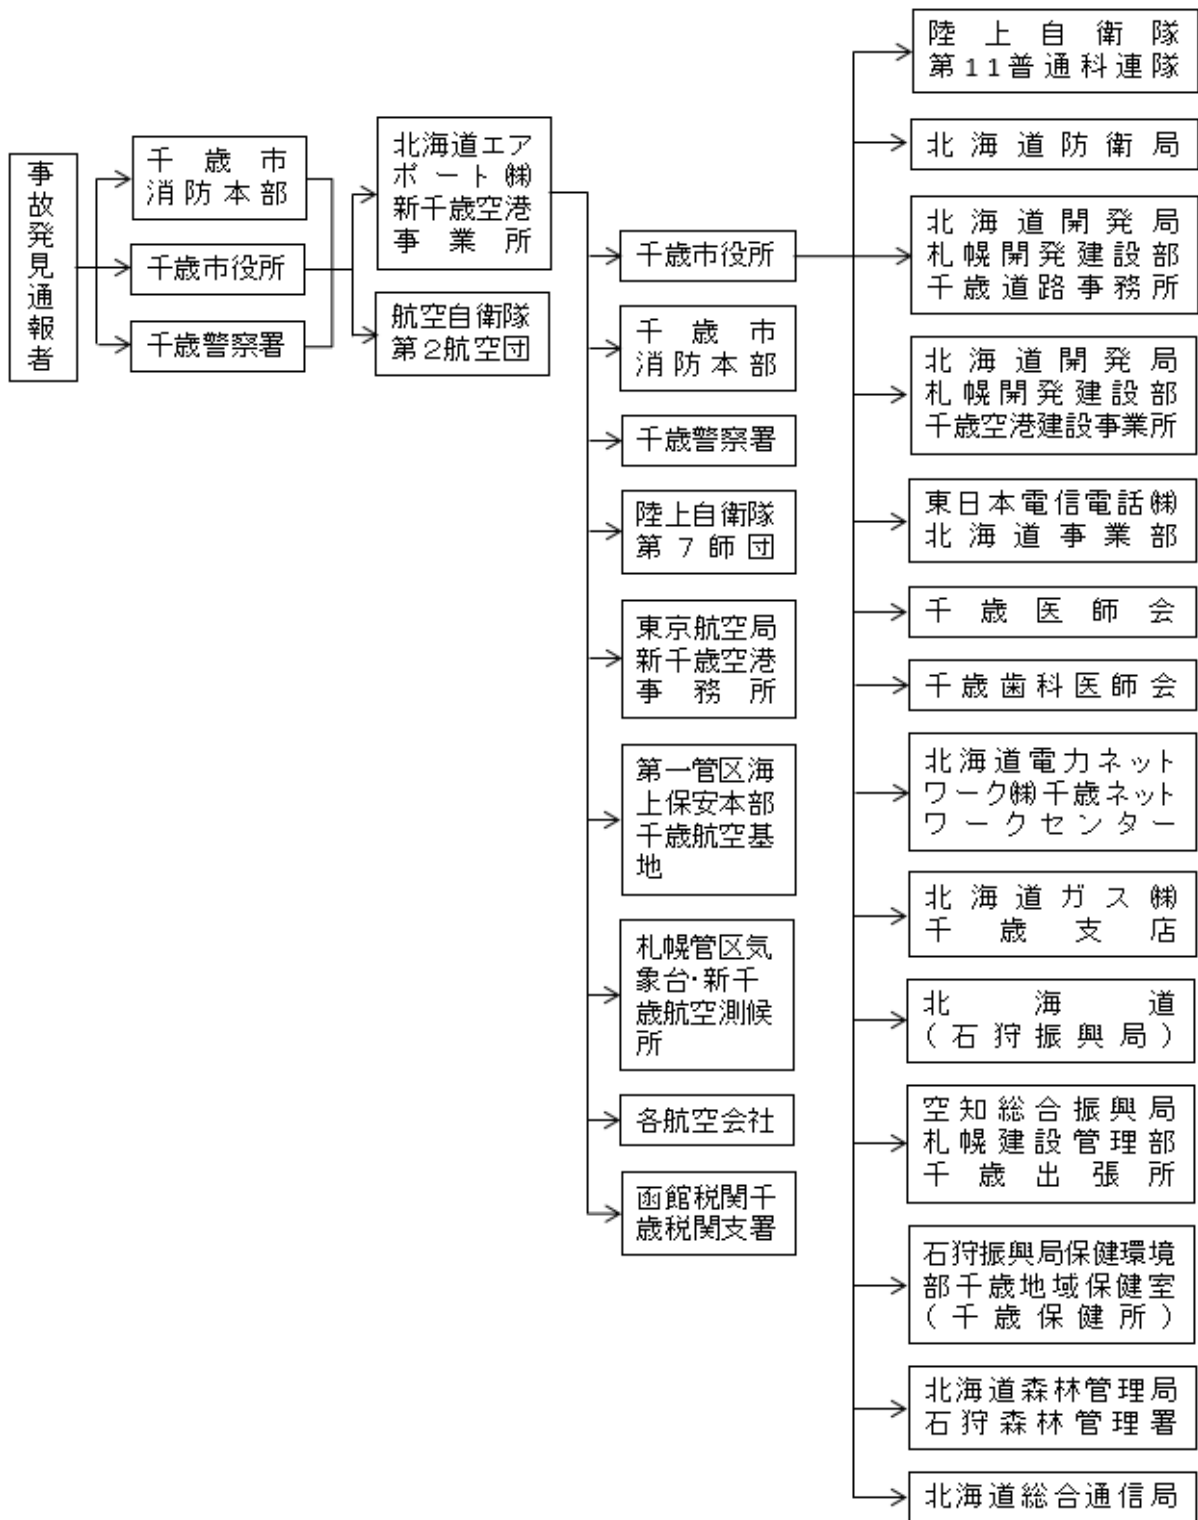 事故発見通報者
千歳市
消防本部
千歳市役所
千歳警察署
北海道エア
ポート㈱
新千歳空港
事業所
航空自衛隊
第2航空団
千歳市役所
千歳市
消防本部
千歳警察署
陸上自衛隊
第7師団
東京航空局
新千歳空港
事務所
第一管区海
上保安本部
千歳航空基
地
札幌管区気
象台・新千
歳航空測候
所
各航空会社
函館税関千
歳税関支署
陸上自衛隊
第11普通科連隊
北海道防衛局
北海道開発局
札幌開発建設部
千歳道路事務所
北海道開発局
札幌開発建設部
千歳空港建設事業所
東日本電信電話㈱
北海道事業部
千歳医師会
千歳歯科医師会
北海道電力ネット
ワーク㈱千歳ネット
ワークセンター
北海道ガス㈱
千歳支店
北海道
(石狩振興局)
空知総合振興局
札幌建設管理部
千歳出張所
石狩振興局保健環境
部千歳地域保健室
(千歳保健所)
北海道森林管理局
石狩森林管理署
北海道総合通信局